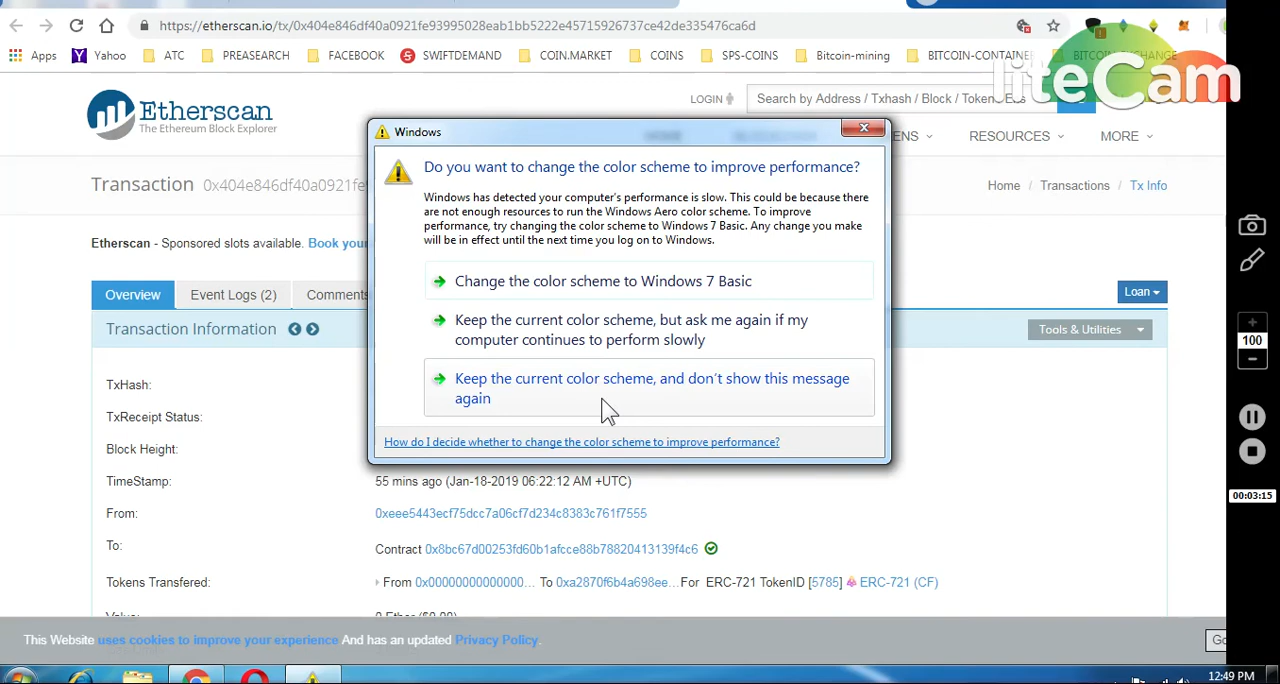 https://etherscan.io/tx/0x404e846df40a0921fe93995028eab1bb5222e45715926737ce42de335476ca6d
Apps Yahoo ATC PREASEARCH FACEBOOK SWIFTDEMAND COIN.MARKET COINS SPS-COINS Bitcoin-mining BITCOIN-CONTAINER BITCOIN-EXCHANGE
liteCam
Etherscan
The Ethereum Block Explorer
LOGIN Search by Address / Txhash / Block / Token / Ens
RESOURCES MORE
Transaction 0x404e846df40a0921fe
Home / Transactions / Tx Info
Etherscan - Sponsored slots available. Book your
Windows
Do you want to change the color scheme to improve performance?
Windows has detected your computer's performance is slow. This could be because
there are not enough resources to run the Windows Aero color scheme. To improve
performance, try changing the color scheme to Windows 7 Basic. Any change you make
will be in effect until the next time you log on to Windows.
Change the color scheme to Windows 7 Basic
Keep the current color scheme, but ask me again if my
computer continues to perform slowly
Keep the current color scheme, and don't show this message
again
How do I decide whether to change the color scheme to improve performance?
Overview Event Logs (2) Comments
Loan
Transaction Information
Tools & Utilities
TxHash:
TxReceipt Status:
Block Height:
TimeStamp: 55 mins ago (Jan-18-2019 06:22:12 AM +UTC)
From: 0xeee5443ecf75dcc7a06cf7d234c8383c761f7555
To: Contract 0x8bc67d00253fd60b1afcce88b78820413139f4c6
Tokens Transfered: From 0x00000000000000... To 0xa2870f6b4a698ee... For ERC-721 TokenID [5785] ERC-721 (CF)
This Website uses cookies to improve your experience And has an updated Privacy Policy.
100
00:03:15
12:49 PM